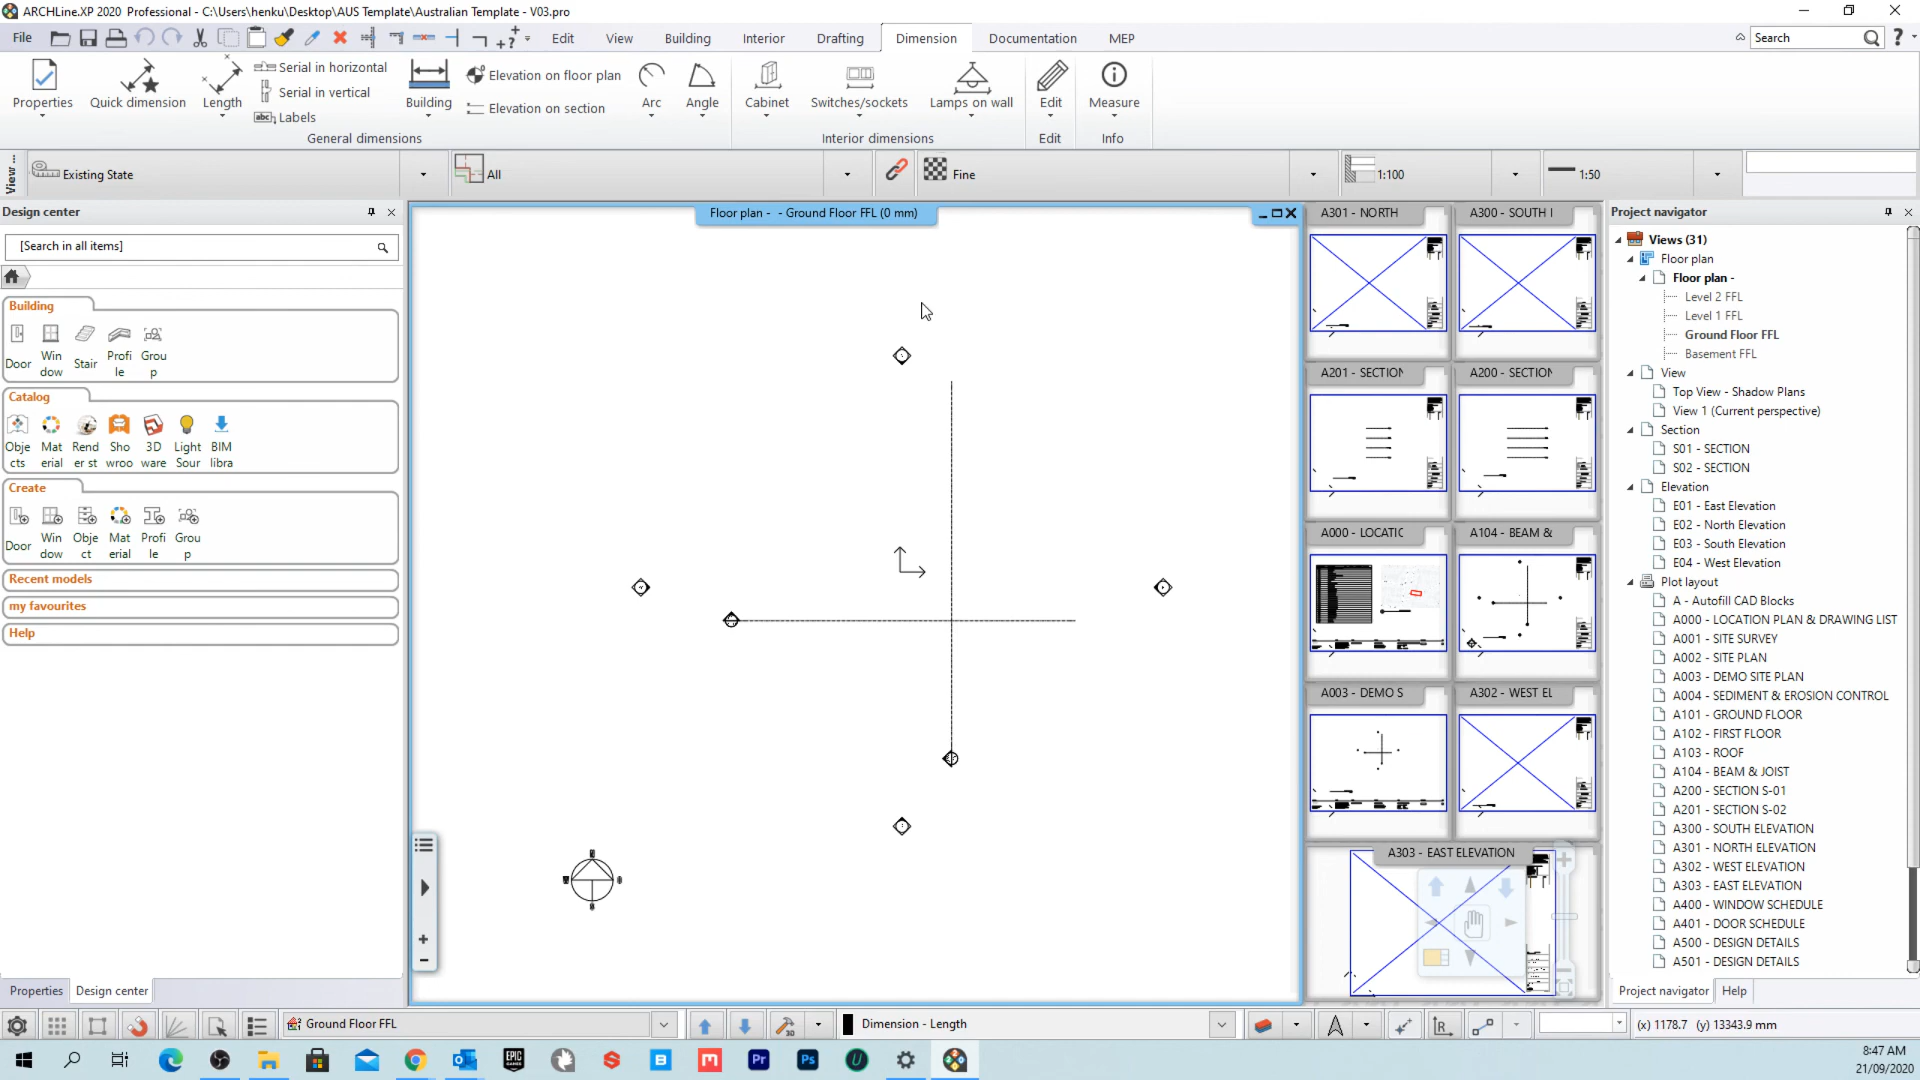 ARCHLine.XP 2020 Professional - C:\Users\henku\Desktop\AUS Template\Australian Template - V03.pro
File
Edit
View
Building
Interior
Drafting
Dimension
Documentation
MEP
Search
Properties
Quick dimension
Length
Serial in horizontal
Serial in vertical
abc Labels
Building
Elevation on floor plan
Elevation on section
Arc
Angle
Cabinet
Switches/sockets
Lamps on wall
Edit
Measure
General dimensions
Interior dimensions
Edit
Info
View ...
Existing State
All
Fine
1:100
1:50
Design center
[Search in all items]
Building
Door
Win
dow
Stair
Profi
le
Grou
p
Catalog
Obje
cts
Mat
erial
Rend
er st
Sho
wroo
3D
ware
Light
Sour
BIM
libra
Create
Door
Win
dow
Obje
ct
Mat
erial
Profi
le
Grou
p
Recent models
my favourites
Help
Properties
Design center
Floor plan - - Ground Floor FFL (0 mm)
A301 - NORTH
A300 - SOUTH I
A201 - SECTION
A200 - SECTION
A000 - LOCATIC
A104 - BEAM &
A003 - DEMO S
A302 - WEST EL
A303 - EAST ELEVATION
Project navigator
Views (31)
Floor plan
Floor plan -
Level 2 FFL
Level 1 FFL
Ground Floor FFL
Basement FFL
View
Top View - Shadow Plans
View 1 (Current perspective)
Section
S01 - SECTION
S02 - SECTION
Elevation
E01 - East Elevation
E02 - North Elevation
E03 - South Elevation
E04 - West Elevation
Plot layout
A - Autofill CAD Blocks
A000 - LOCATION PLAN & DRAWING LIST
A001 - SITE SURVEY
A002 - SITE PLAN
A003 - DEMO SITE PLAN
A004 - SEDIMENT & EROSION CONTROL
A101 - GROUND FLOOR
A102 - FIRST FLOOR
A103 - ROOF
A104 - BEAM & JOIST
A200 - SECTION S-01
A201 - SECTION S-02
A300 - SOUTH ELEVATION
A301 - NORTH ELEVATION
A302 - WEST ELEVATION
A303 - EAST ELEVATION
A400 - WINDOW SCHEDULE
A401 - DOOR SCHEDULE
A500 - DESIGN DETAILS
A501 - DESIGN DETAILS
Project navigator
Help
Ground Floor FFL
Dimension - Length
(x) 1178.7 (y) 13343.9 mm
EPIC
GAMES
Pr
Ps
8:47 AM
21/09/2020